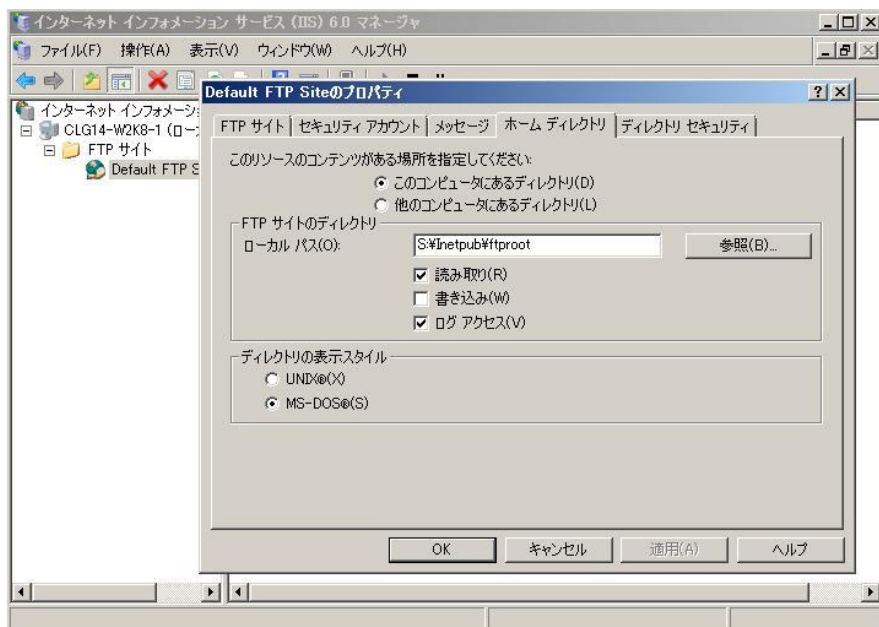 インターネット インフォメーション サービス (IIS) 6.0 マネージャ
ファイル(F) 操作(A) 表示(V) ウィンドウ(W) ヘルプ(H)
インターネット インフォメーシ
CLG14-W2K8-1 (ロー
FTP サイト
Default FTP S
Default FTP Siteのプロパティ
FTP サイト セキュリティ アカウント メッセージ ホーム ディレクトリ ディレクトリ セキュリティ
このリソースのコンテンツがある場所を指定してください:
このコンピュータにあるディレクトリ(D)
他のコンピュータにあるディレクトリ(L)
FTP サイトのディレクトリ
ローカル パス(O): S:¥Inetpub¥ftproot 参照(B)...
読み取り(R)
書き込み(W)
ログ アクセス(V)
ディレクトリの表示スタイル
UNIX®(X)
MS-DOS®(S)
OK キャンセル 適用(A) ヘルプ